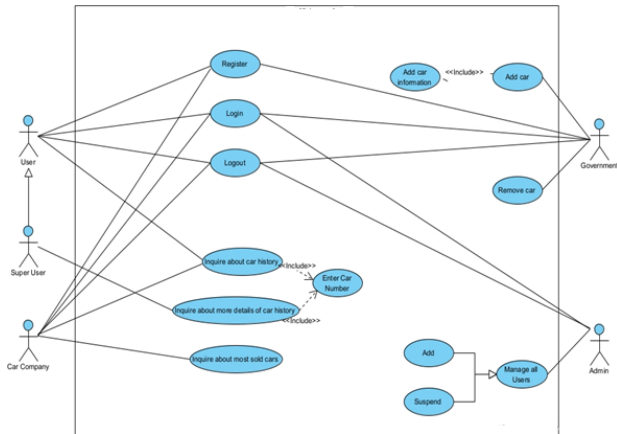 Register
Add car
information
<<Include>>
Add car
Login
User
Logout
Government
Remove car
Super User
Inquire about car history
<<Include>>
Enter Car
Number
Inquire about more details of car history
<<Include>>
Car Company
Inquire about most sold cars
Add
Manage all
Users
Admin
Suspend